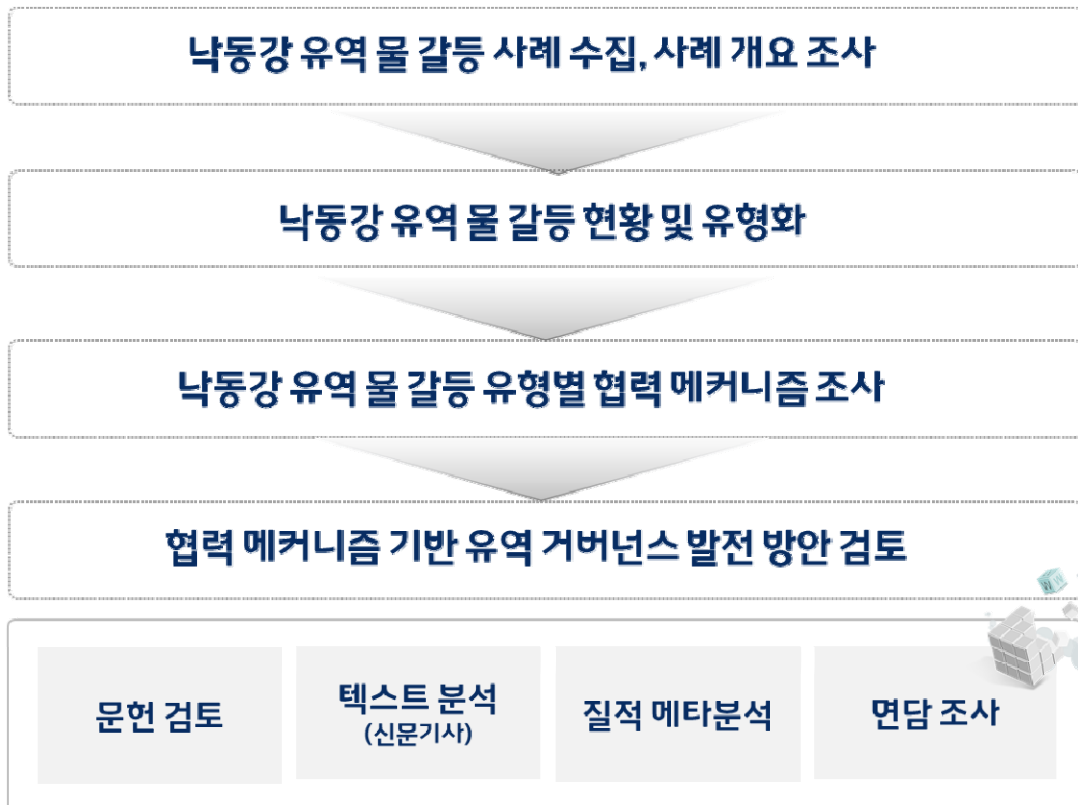 낙동강 유역 물 갈등 사례 수집, 사례 개요 조사
낙동강 유역 물 갈등 현황 및 유형화
낙동강 유역 물 갈등 유형별 협력 메커니즘 조사
협력 메커니즘 기반 유역 거버넌스 발전 방안 검토
문헌 검토
텍스트 분석
(신문기사)
질적 메타분석
면담 조사